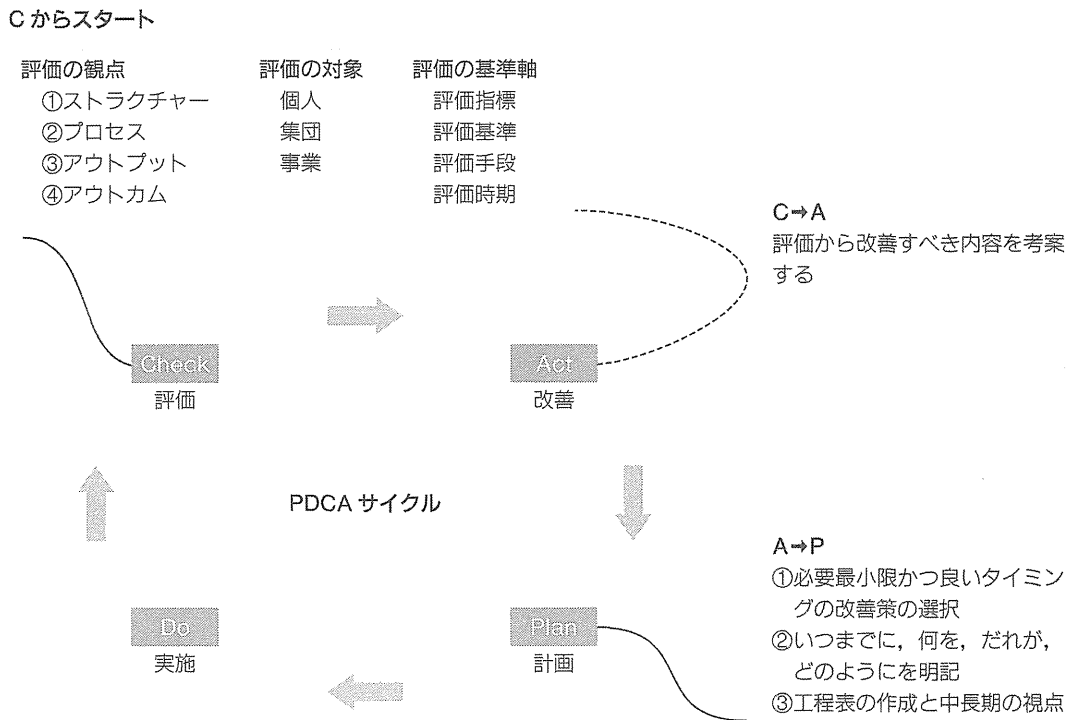 Cからスタート
評価の観点
①ストラクチャー
②プロセス
③アウトプット
④アウトカム
評価の対象
個人
集団
事業
評価の基準軸
評価指標
評価基準
評価手段
評価時期
C→A
評価から改善すべき内容を考案
する
Check
評価
Act
改善
PDCAサイクル
Do
実施
Plan
計画
A→P
①必要最小限かつ良いタイミン
グの改善策の選択
②いつまでに，何を，だれが，
どのようにを明記
③工程表の作成と中長期の視点